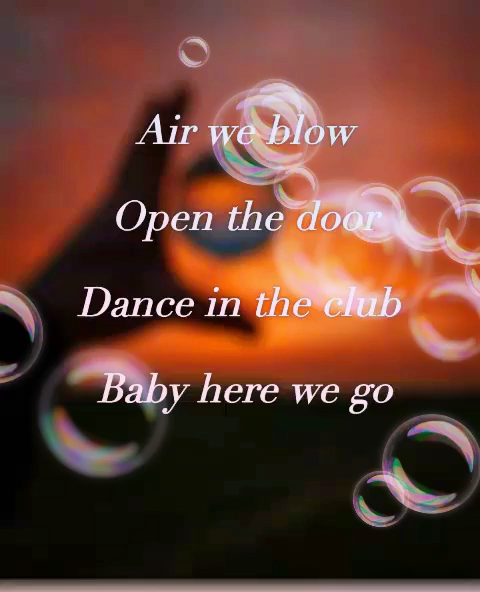 Air we blow
Open the door
Dance in the club
Baby here we go